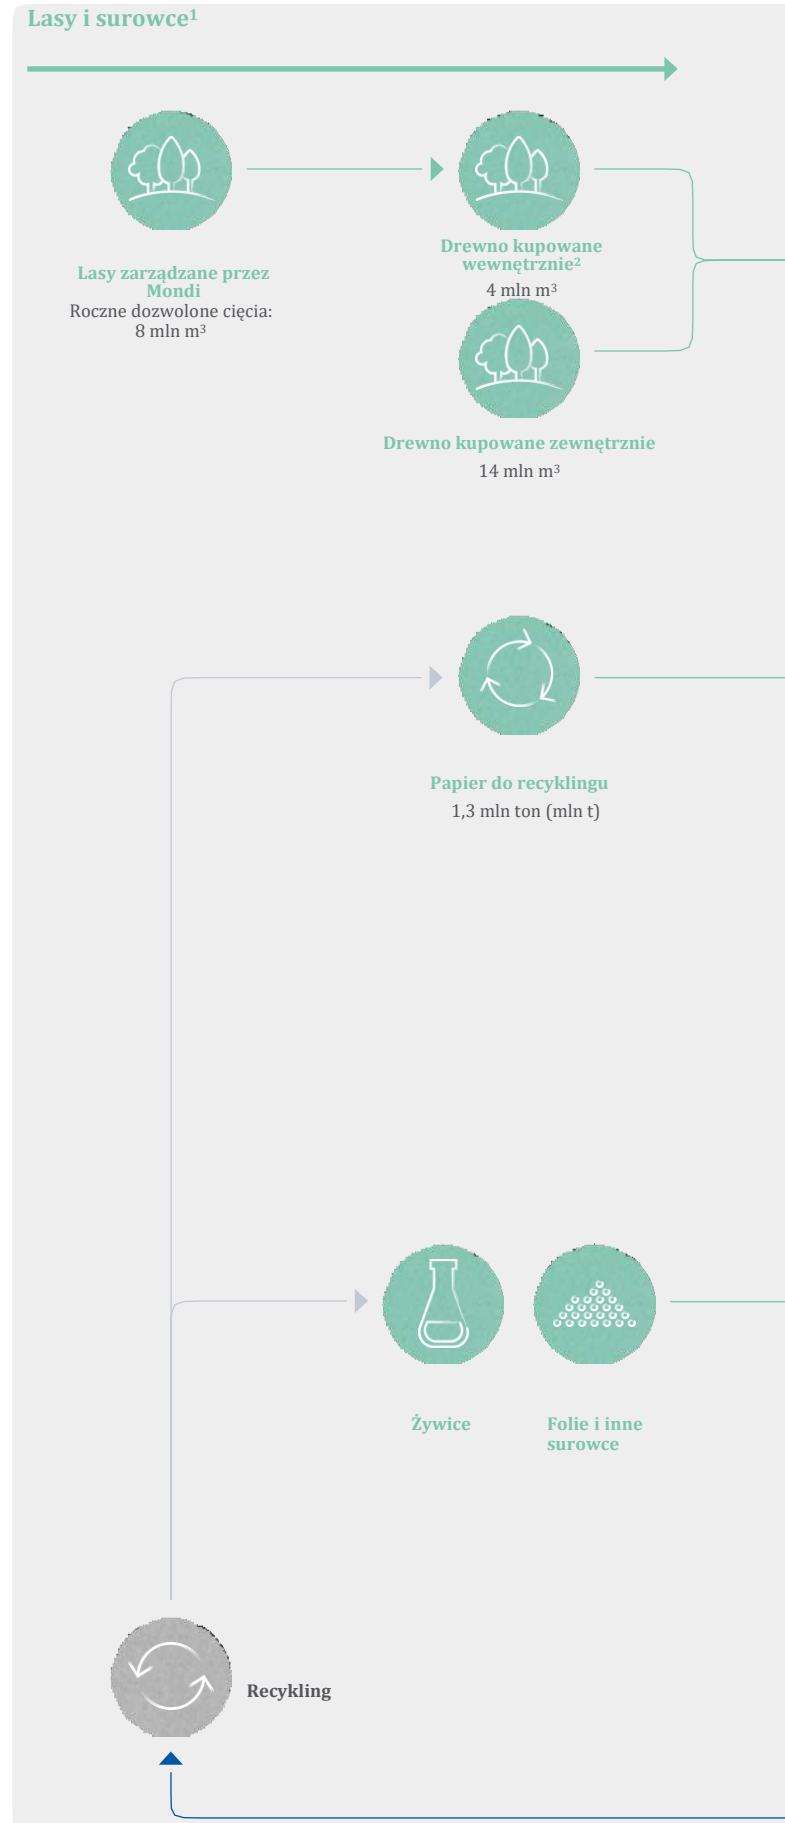 Lasy i surowce¹
Lasy zarządzane przez
Mondi
Roczne dozwolone cięcia:
8 mln m³
Drewno kupowane
wewnętrznie²
4 mln m³
Drewno kupowane zewnętrznie
14 mln m³
Papier do recyklingu
1,3 mln ton (mln t)
Żywice
Folie i inne
surowce
Recykling